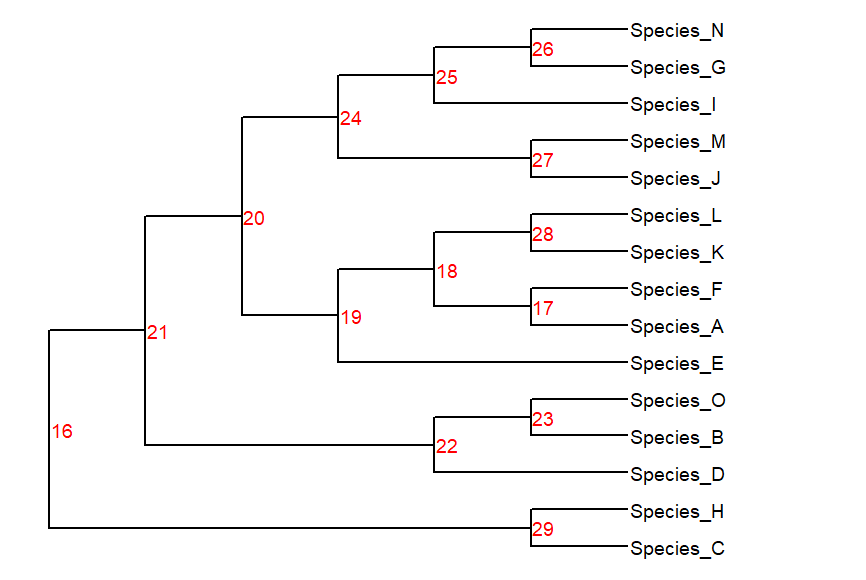 Species_N
26
Species_G
25
Species_I
24
Species_M
27
Species_J
20
Species_L
28
Species_K
18
Species_F
17
19
Species_A
21
Species_E
Species_O
23
16
Species_B
22
Species_D
Species_H
29
Species_C